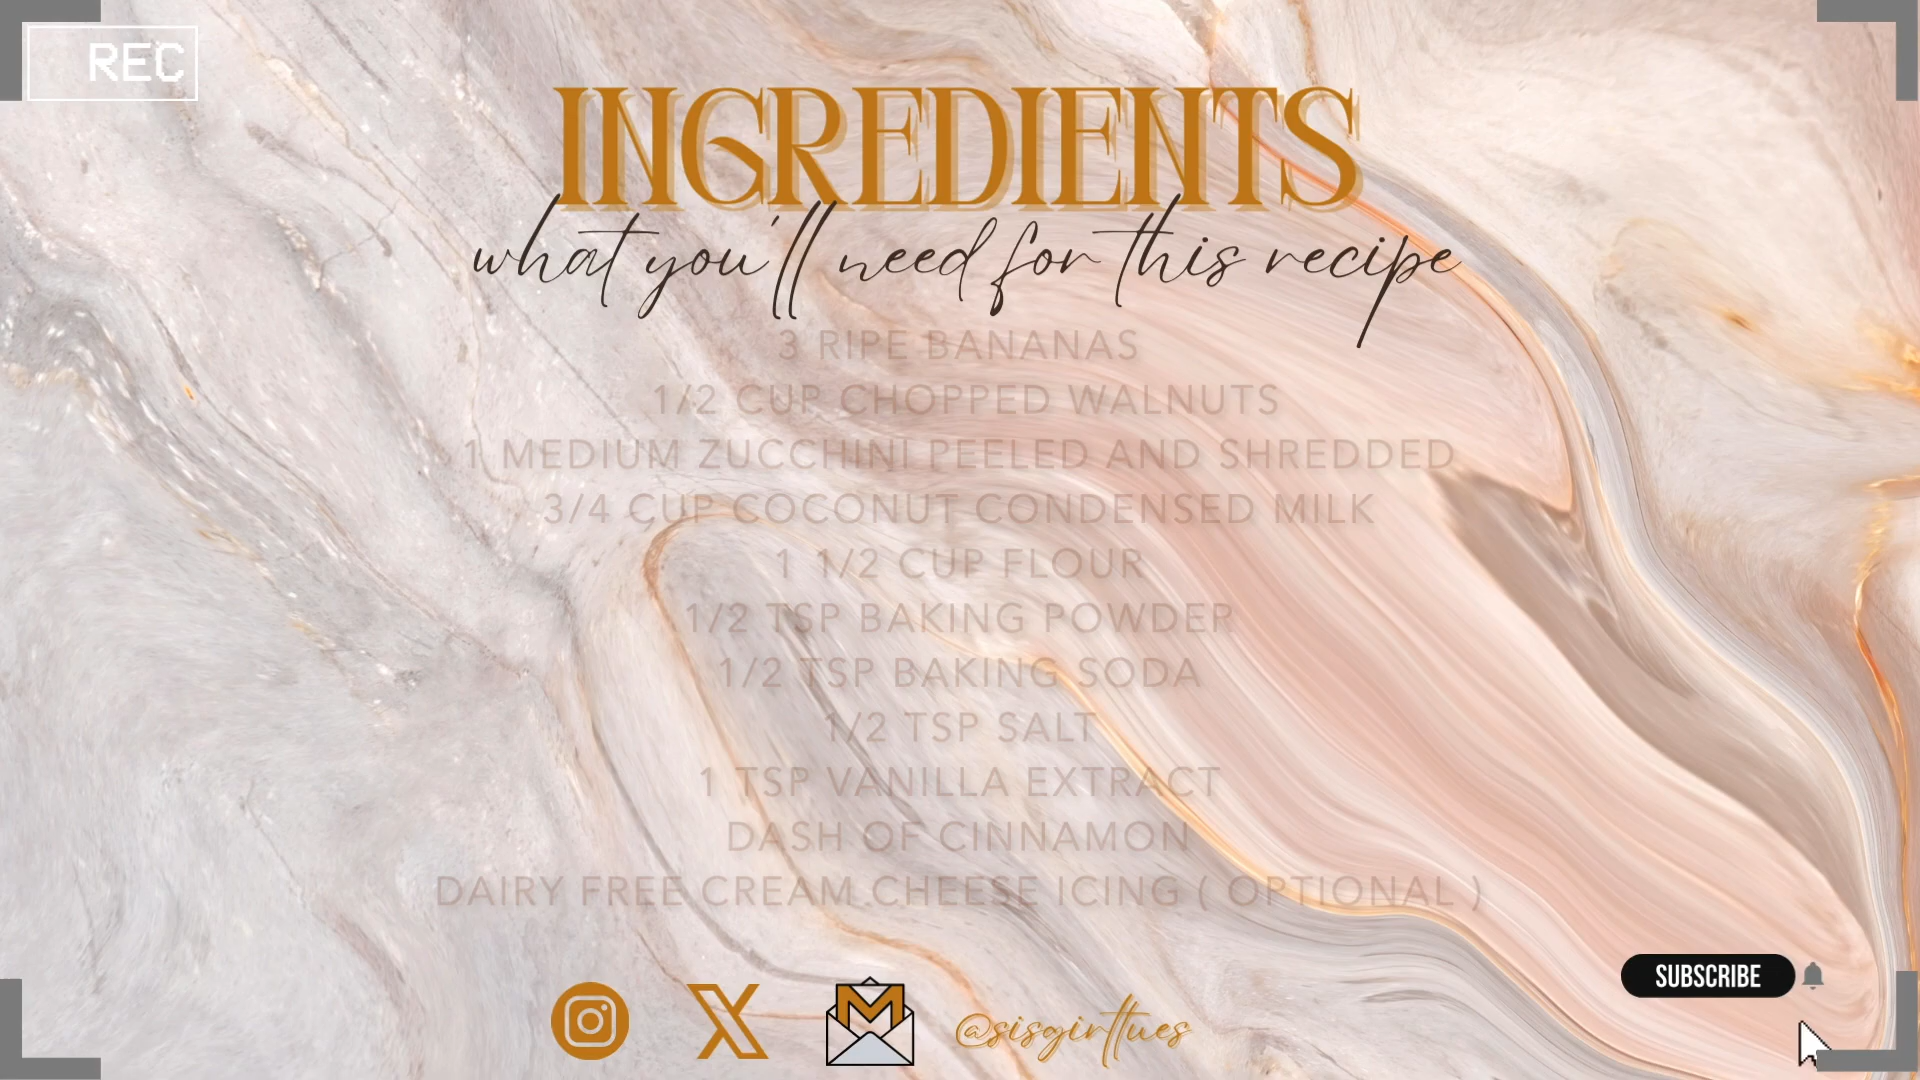 REC
INGREDIENTS
what you'll need for this recipe
3 RIPE BANANAS
1/2 CUP CHOPPED WALNUTS
1 MEDIUM ZUCCHINI PEELED AND SHREDDED
3/4 CUP COCONUT CONDENSED MILK
1 1/2 CUP FLOUR
1/2 TSP BAKING POWDER
1/2 TSP BAKING SODA
1/2 TSP SALT
1 TSP VANILLA EXTRACT
DASH OF CINNAMON
DAIRY FREE CREAM CHEESE ICING ( OPTIONAL )
SUBSCRIBE